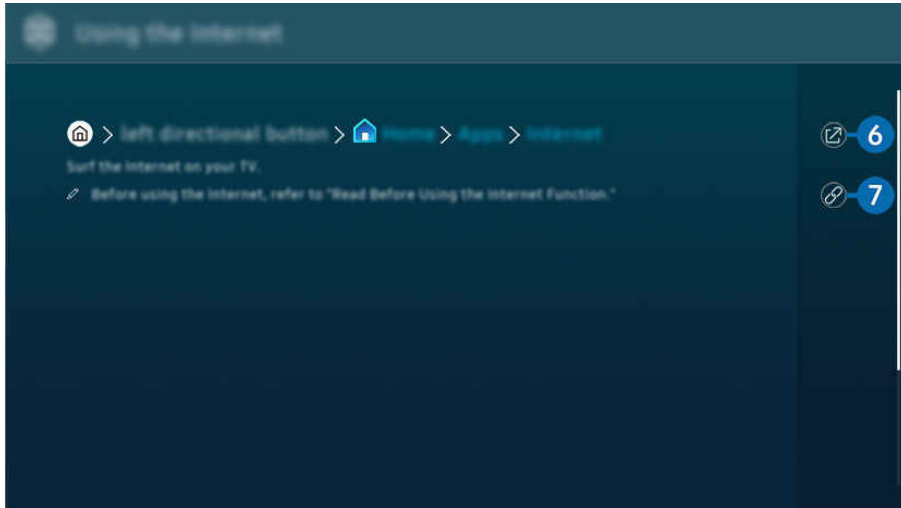 Using the Internet
> left directional button > Home > Apps > Internet
6
Surf the Internet on your TV.
Before using the Internet, refer to "Read Before Using the Internet Function."
7